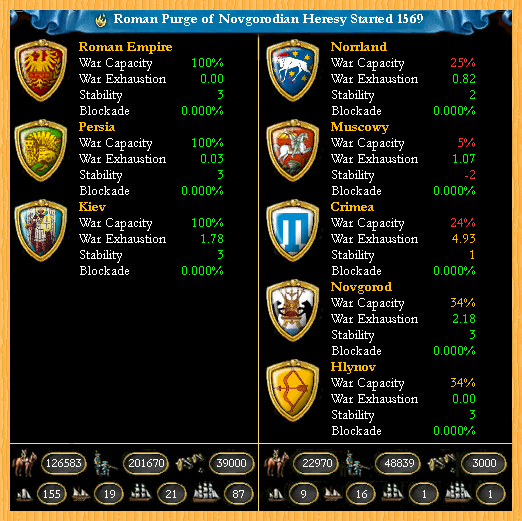 Roman Purge of Novgorodian Heresy Started 1569
Roman Empire
War Capacity 100%
War Exhaustion 0.00
Stability 3
Blockade 0.000%
Persia
War Capacity 100%
War Exhaustion 0.03
Stability 3
Blockade 0.000%
Kiev
War Capacity 100%
War Exhaustion 1.78
Stability 3
Blockade 0.000%
Norrland
War Capacity 25%
War Exhaustion 0.82
Stability 2
Blockade 0.000%
Muscowy
War Capacity 5%
War Exhaustion 1.07
Stability -2
Blockade 0.000%
Crimea
War Capacity 24%
War Exhaustion 4.93
Stability 1
Blockade 0.000%
Novgorod
War Capacity 34%
War Exhaustion 2.18
Stability 3
Blockade 0.000%
Hlynov
War Capacity 34%
War Exhaustion 0.00
Stability 3
Blockade 0.000%
126583 201670 39000
155 19 21 87
22970 48839 3000
9 16 1 1